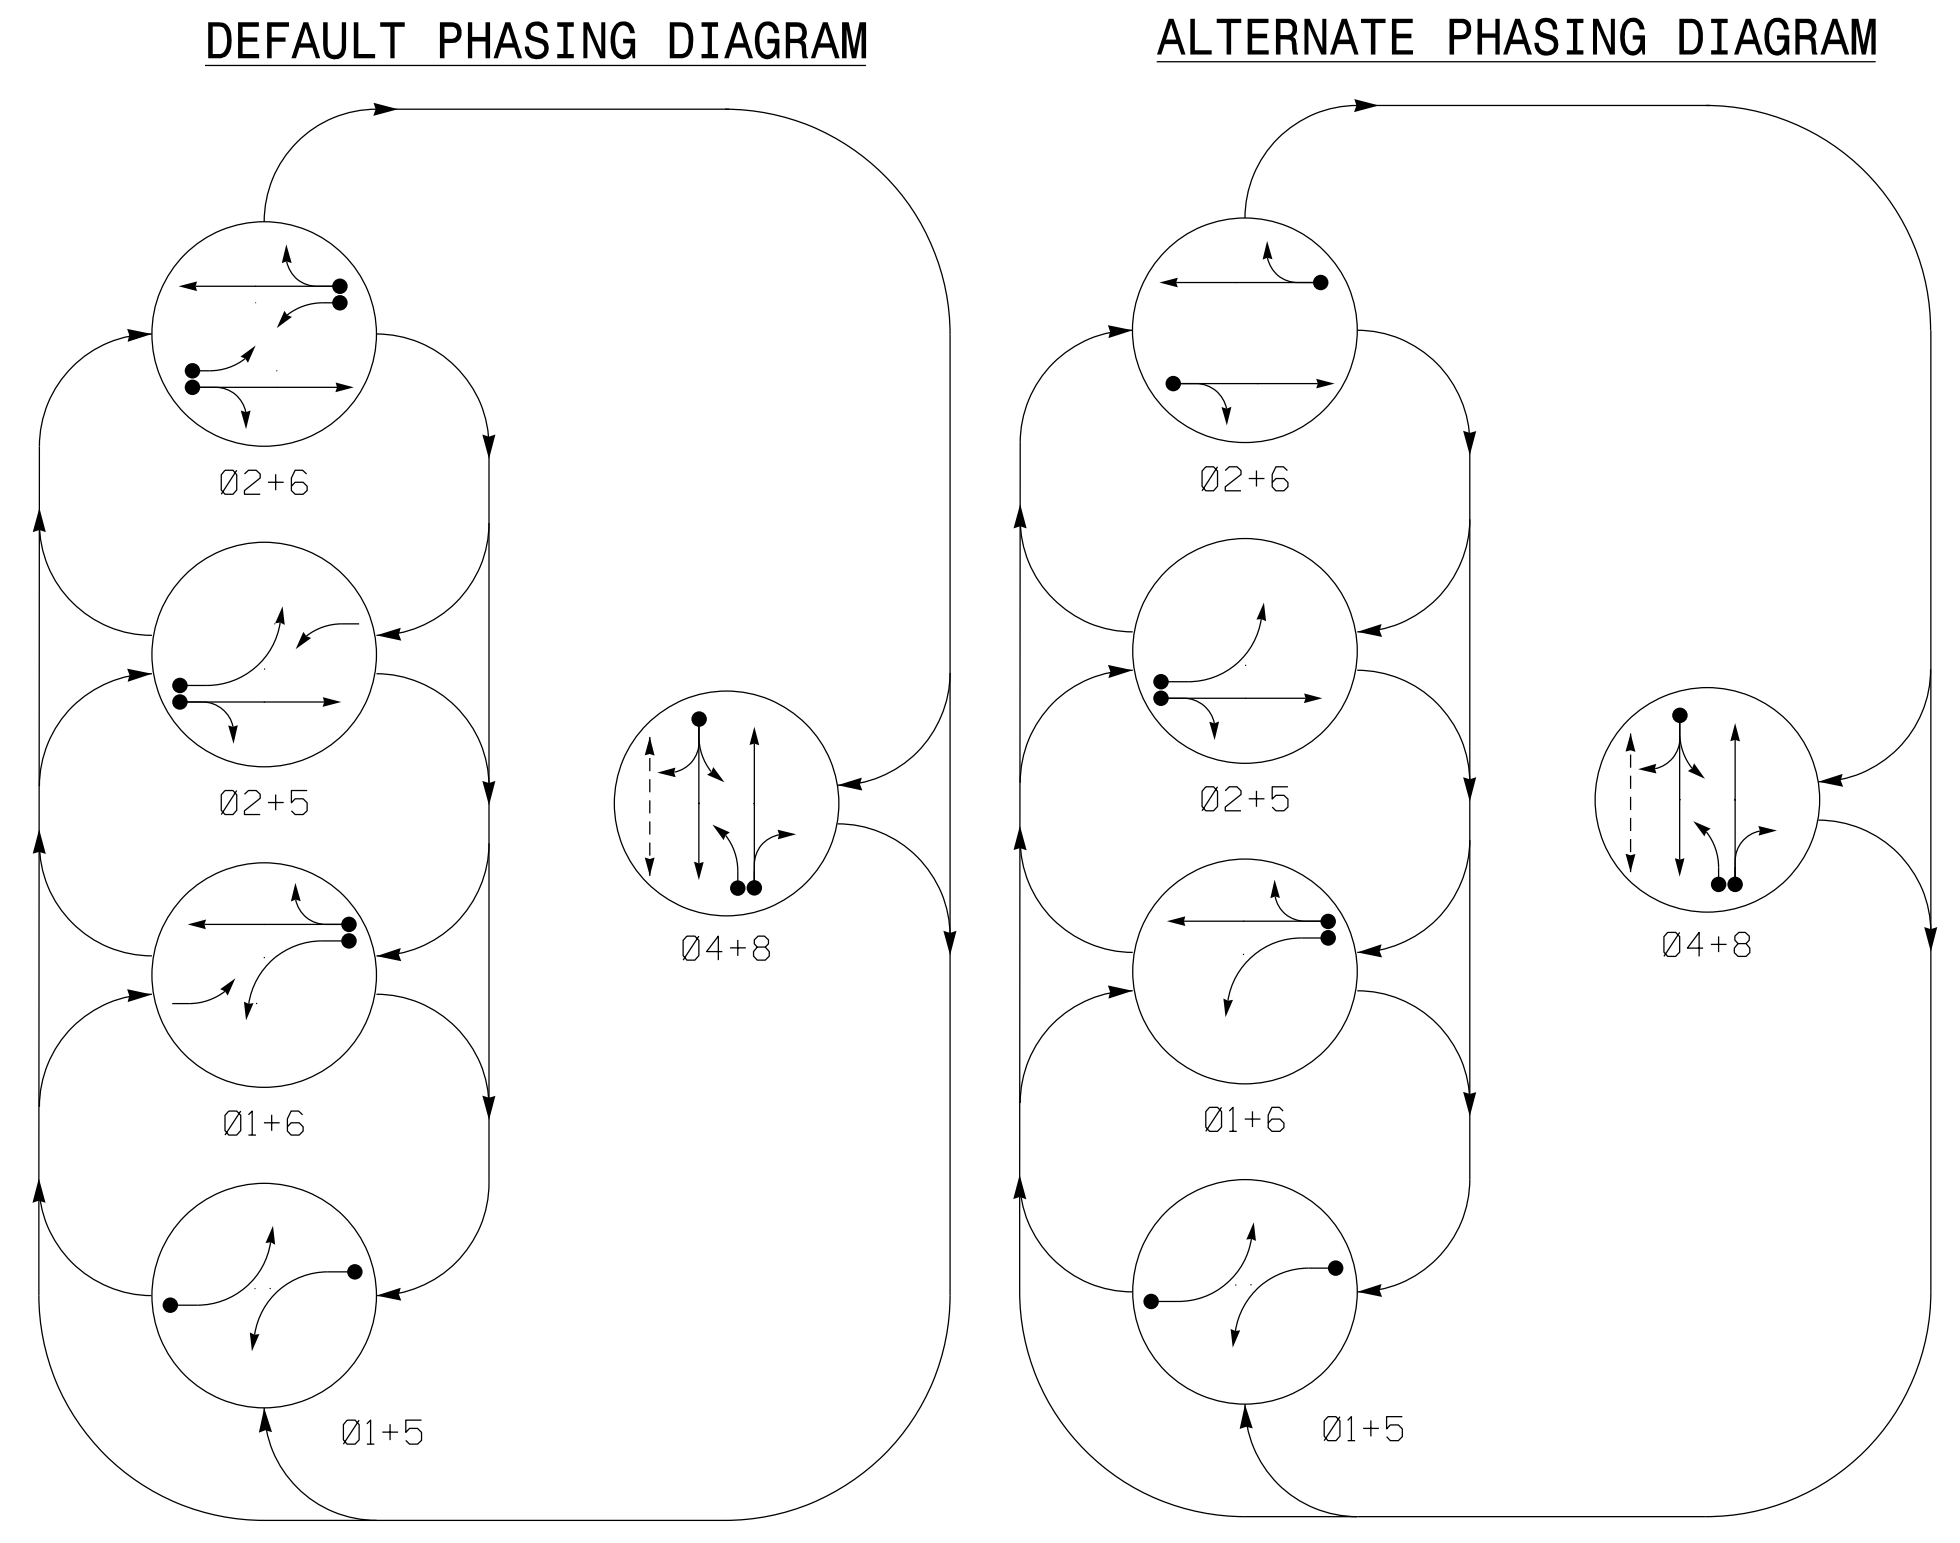 DEFAULT PHASING DIAGRAM
Ø2+6
Ø2+5
Ø4+8
Ø1+6
Ø1+5
ALTERNATE PHASING DIAGRAM
Ø2+6
Ø2+5
Ø4+8
Ø1+6
Ø1+5